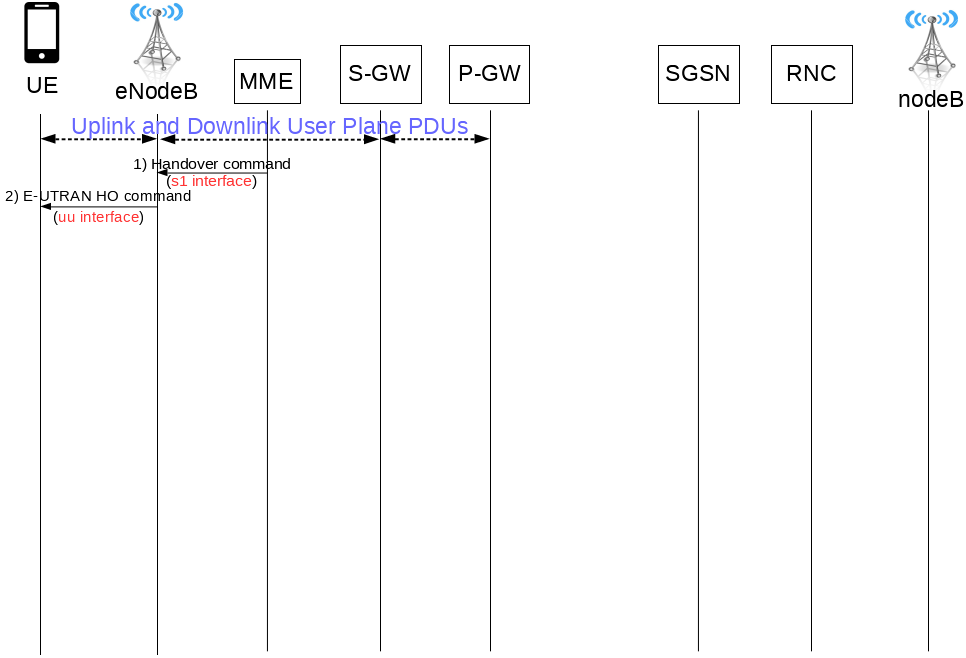 UE
eNodeB
MME
S-GW
P-GW
SGSN
RNC
nodeB
Uplink and Downlink User Plane PDUs
1) Handover command
(s1 interface)
2) E-UTRAN HO command
(uu interface)